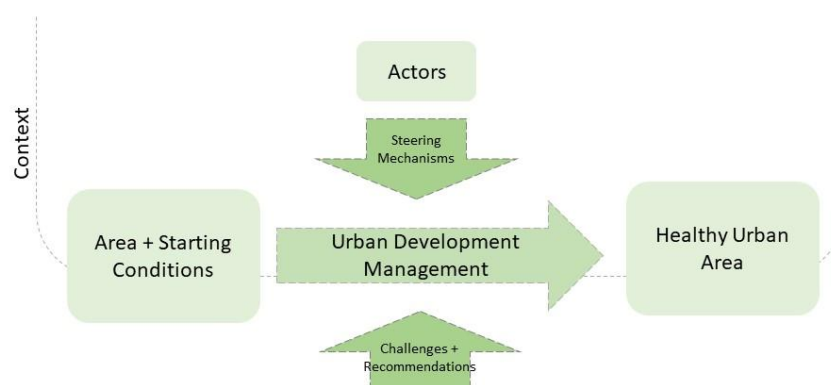 Actors
Context
Steering
Mechanisms
Area + Starting
Conditions
Urban Development
Management
Healthy Urban
Area
Challenges +
Recommendations